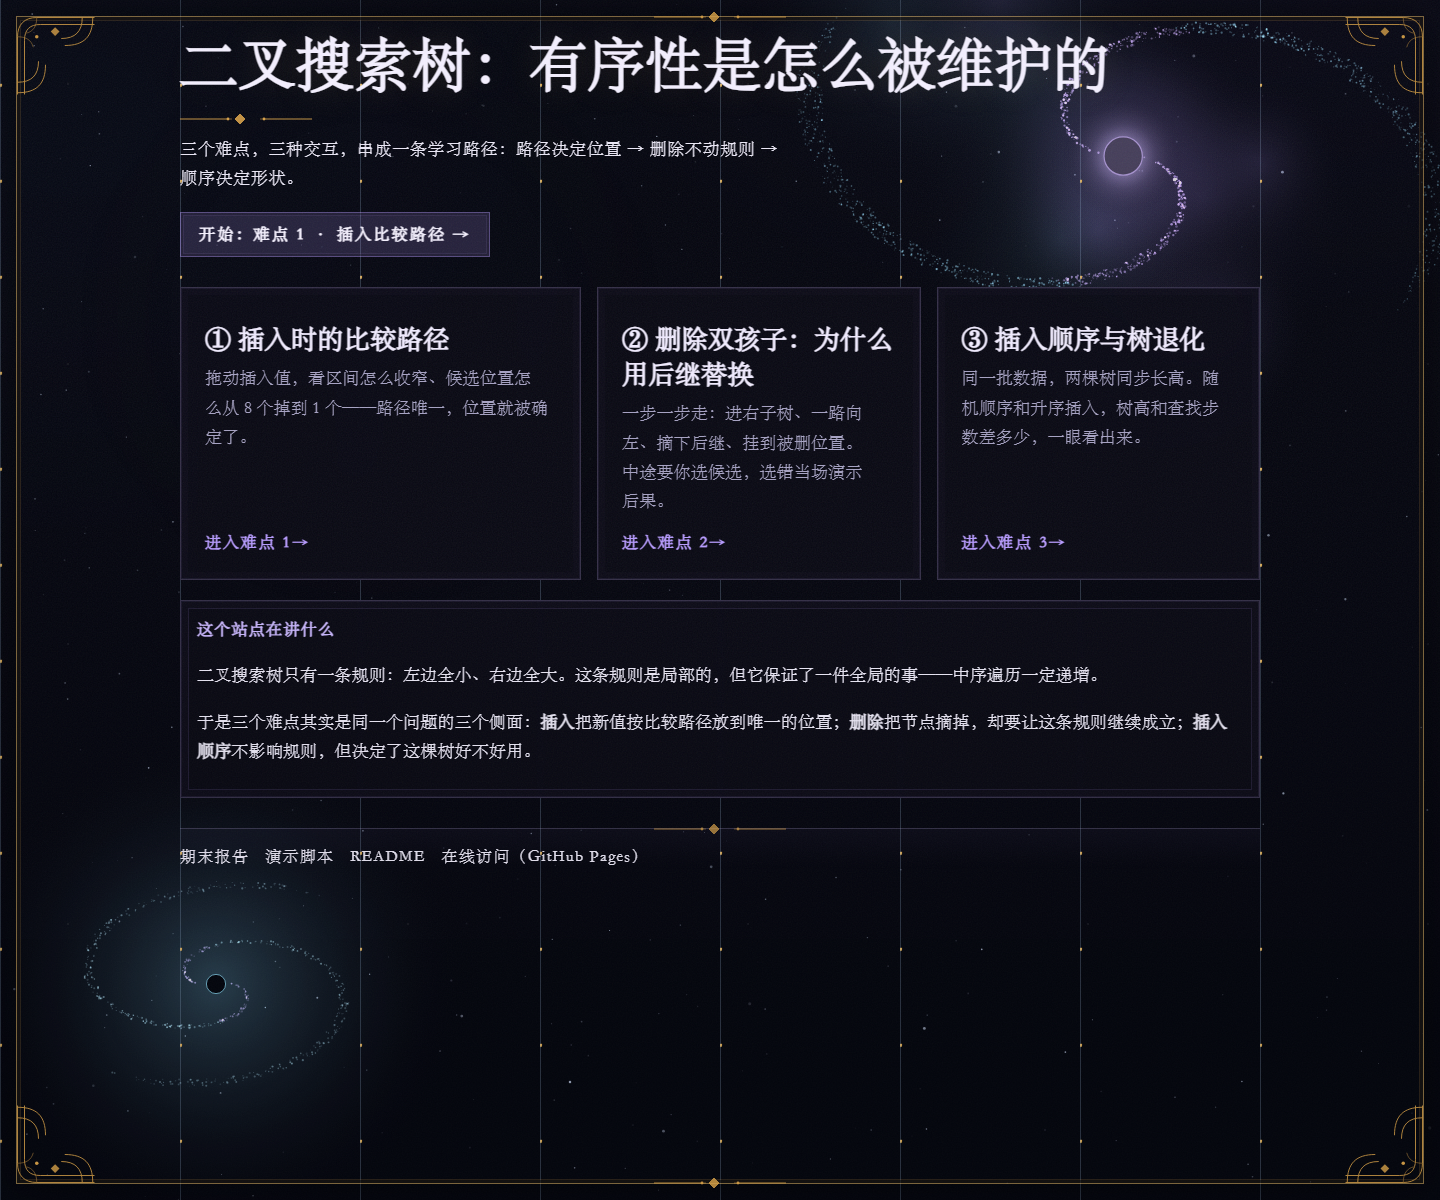 二叉搜索树：有序性是怎么被维护的
三个难点，三种交互，串成一条学习路径：路径决定位置 → 删除不动规则 →
顺序决定形状。
开始：难点 1 · 插入比较路径 →
① 插入时的比较路径
拖动插入值，看区间怎么收窄、候选位置怎
么从 8 个掉到 1 个——路径唯一，位置就被确
定了。
进入难点 1→
② 删除双孩子：为什么
用后继替换
一步一步走：进右子树、一路向
左、摘下后继、挂到被删位置。
中途要你选候选，选错当场演示
后果。
进入难点 2→
③ 插入顺序与树退化
同一批数据，两棵树同步长高。随
机顺序和升序插入，树高和查找步
数差多少，一眼看出来。
进入难点 3→
这个站点在讲什么
二叉搜索树只有一条规则：左边全小、右边全大。这条规则是局部的，但它保证了一件全局的事——中序遍历一定递增。
于是三个难点其实是同一个问题的三个侧面：插入把新值按比较路径放到唯一的位置；删除把节点摘掉，却要让这条规则继续成立；插入
顺序不影响规则，但决定了这棵树好不好用。
期末报告 演示脚本 README 在线访问（GitHub Pages）